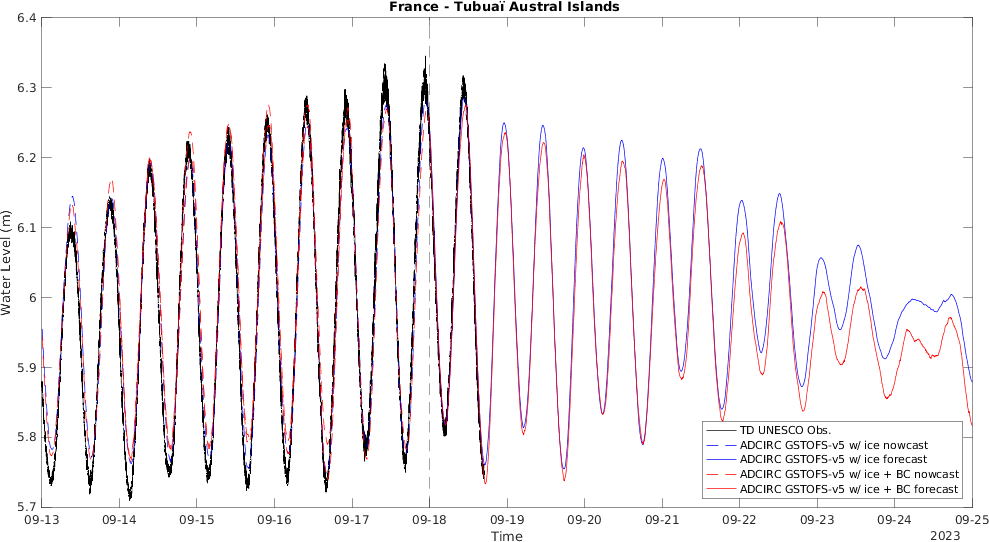 France - Tubuaï Austral Islands
6.4
6.3
6.2
6.1
6
5.9
5.8
5.7
Water Level (m)
TD UNESCO Obs.
ADCIRC GSTOFS-v5 w/ ice nowcast
ADCIRC GSTOFS-v5 w/ ice forecast
ADCIRC GSTOFS-v5 w/ ice + BC nowcast
ADCIRC GSTOFS-v5 w/ ice + BC forecast
09-13 09-14 09-15 09-16 09-17 09-18 09-19 09-20 09-21 09-22 09-23 09-24 09-25
Time 2023